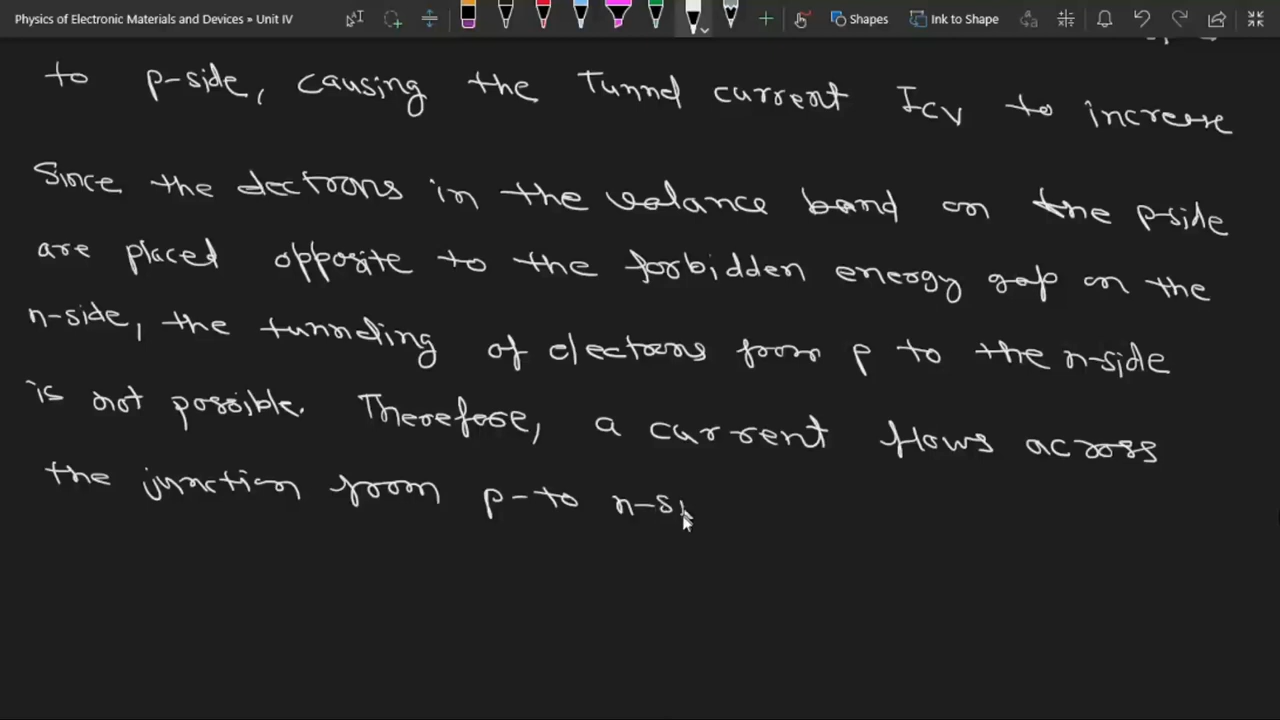 Physics of Electronic Materials and Devices » Unit IV
Shapes
Ink to Shape
to p-side, causing the Tunnel current Icv to increase
Since the electrons in the valance band on the p-side
are placed opposite to the forbidden energy gap on the
n-side, the tunneling of electrons from p to the n-side
is not possible. Therefore, a current flows across
the junction from p-to n-si